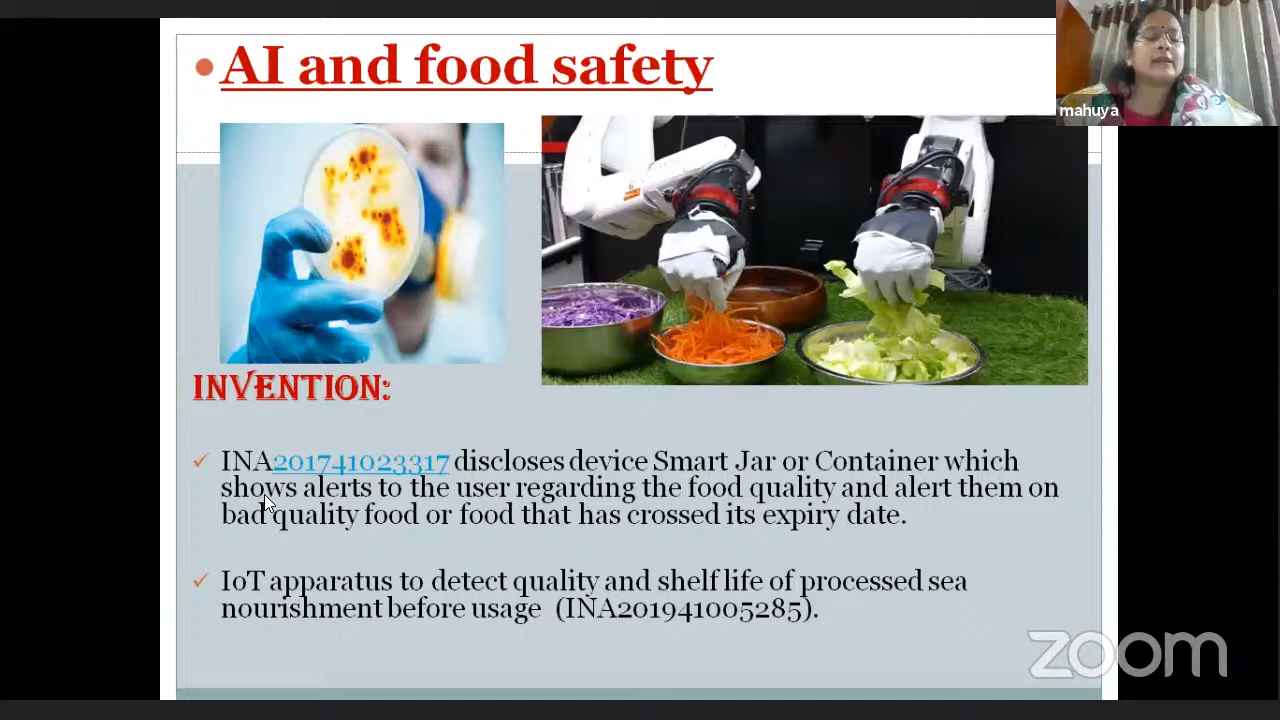 • AI and food safety
mahuya
INVENTION:
✓ INA201741023317 discloses device Smart Jar or Container which
shows alerts to the user regarding the food quality and alert them on
bad quality food or food that has crossed its expiry date.
✓ IoT apparatus to detect quality and shelf life of processed sea
nourishment before usage (INA201941005285).
zoom